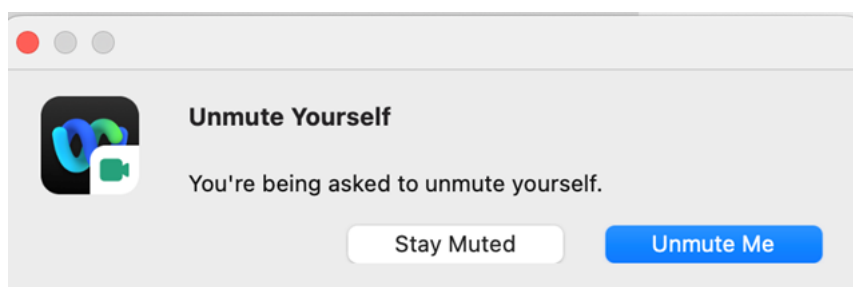 Unmute Yourself
You're being asked to unmute yourself.
Stay Muted
Unmute Me